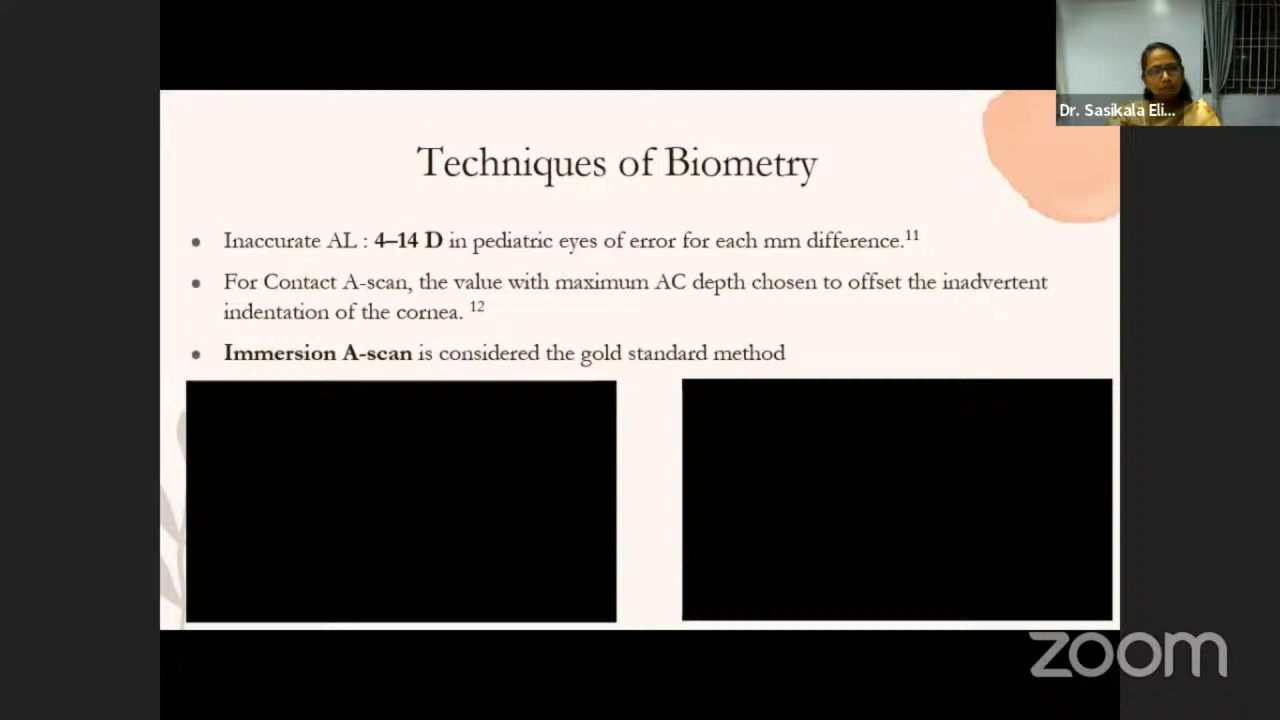 Dr. Sasikala Eli...
Techniques of Biometry
• Inaccurate AL : 4–14 D in pediatric eyes of error for each mm difference.¹¹
• For Contact A-scan, the value with maximum AC depth chosen to offset the inadvertent
indentation of the cornea. ¹²
• Immersion A-scan is considered the gold standard method
zoom